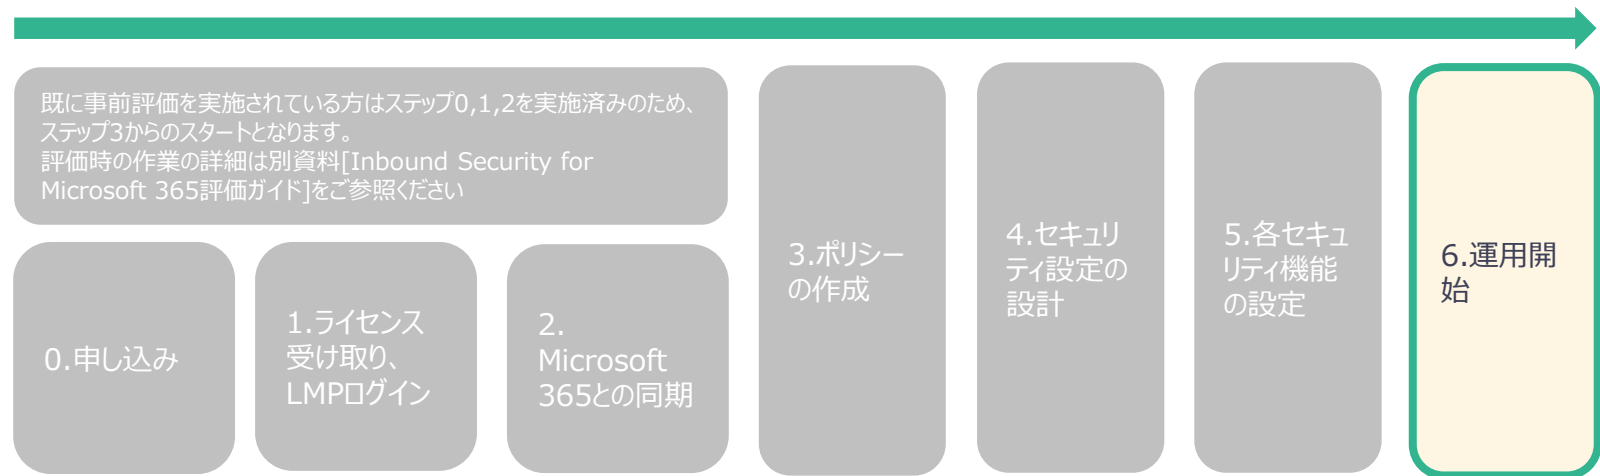 既に事前評価を実施されている方はステップ0,1,2を実施済みのため、
ステップ3からのスタートとなります。
評価時の作業の詳細は別資料[Inbound Security for
Microsoft 365評価ガイド]をご参照ください
0.申し込み
1.ライセンス
受け取り、
LMPログイン
2.
Microsoft
365との同期
3.ポリシー
の作成
4.セキュリ
ティ設定の
設計
5.各セキュ
リティ機能
の設定
6.運用開
始